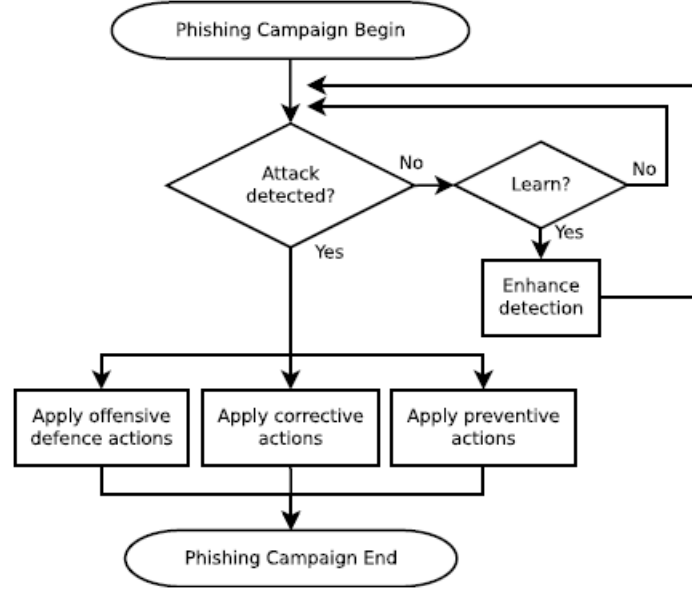 Phishing Campaign Begin
Attack
detected?
No
Learn?
No
Yes
Yes
Enhance
detection
Apply offensive
defence actions
Apply corrective
actions
Apply preventive
actions
Phishing Campaign End